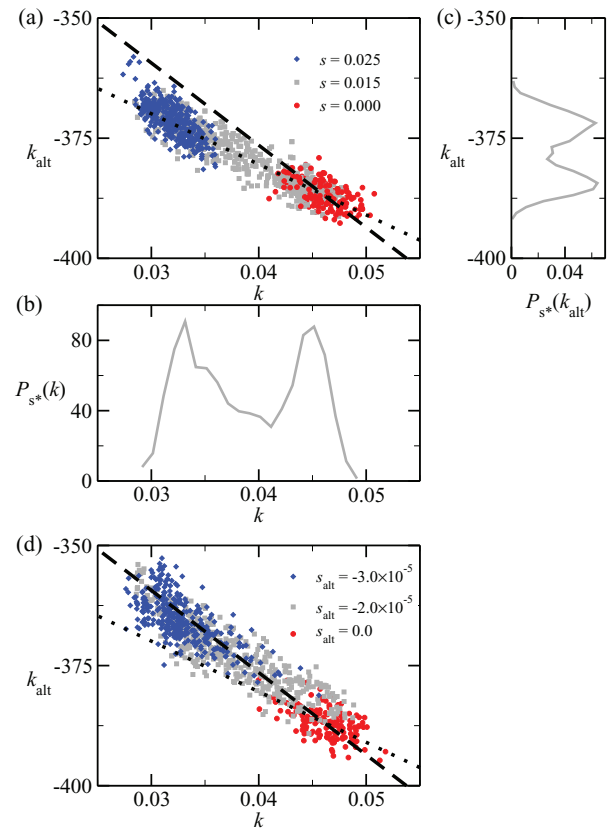 (a)
-350
-375
-400
k_alt
s = 0.025
s = 0.015
s = 0.000
0.03
0.04
0.05
k
(c)
-350
-375
-400
k_alt
0
0.04
P_s*(k_alt)
(b)
80
40
0
P_s*(k)
0.03
0.04
0.05
k
(d)
-350
-375
-400
k_alt
s_alt = -3.0×10^-5
s_alt = -2.0×10^-5
s_alt = 0.0
0.03
0.04
0.05
k